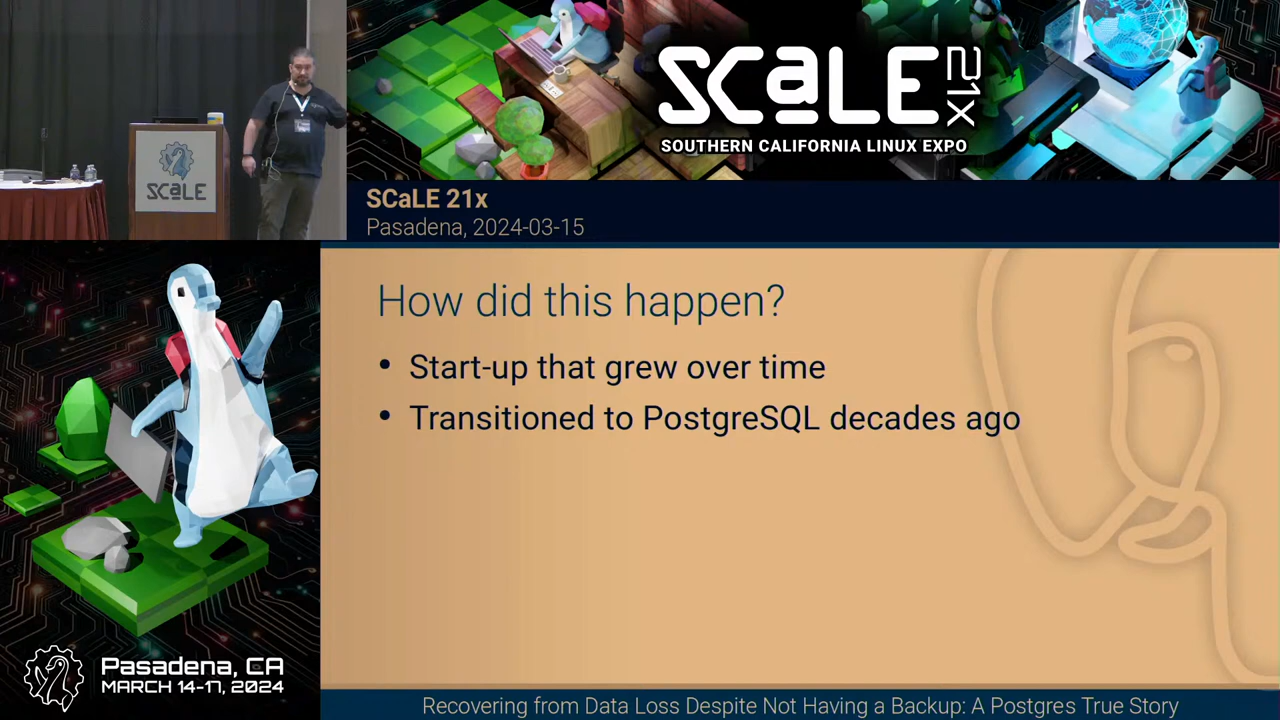 SCaLE
SCaLE 21x
SOUTHERN CALIFORNIA LINUX EXPO
SCaLE 21x
Pasadena, 2024-03-15
How did this happen?
• Start-up that grew over time
• Transitioned to PostgreSQL decades ago
Pasadena, CA
MARCH 14-17, 2024
Recovering from Data Loss Despite Not Having a Backup: A Postgres True Story